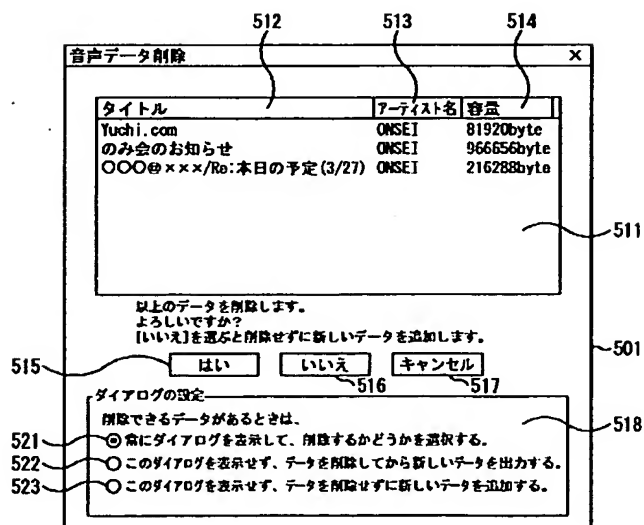 512 513 514
音声データ削除 ×
タイトル アーティスト名 容量
Yuchi.com ONSEI 81920byte
のみ会のお知らせ ONSEI 966656byte
〇〇〇@×××/Re:本日の予定(3/27) ONSEI 216288byte
511
以上のデータを削除します。
よろしいですか?
[いいえ]を選ぶと削除せずに新しいデータを追加します。
515 はい いいえ キャンセル 501
516 517
ダイアログの設定
削除できるデータがあるときは、 518
521 常にダイアログを表示して、削除するかどうかを選択する。
522 このダイアログを表示せず、データを削除してから新しいデータを出力する。
523 このダイアログを表示せず、データを削除せずに新しいデータを追加する。